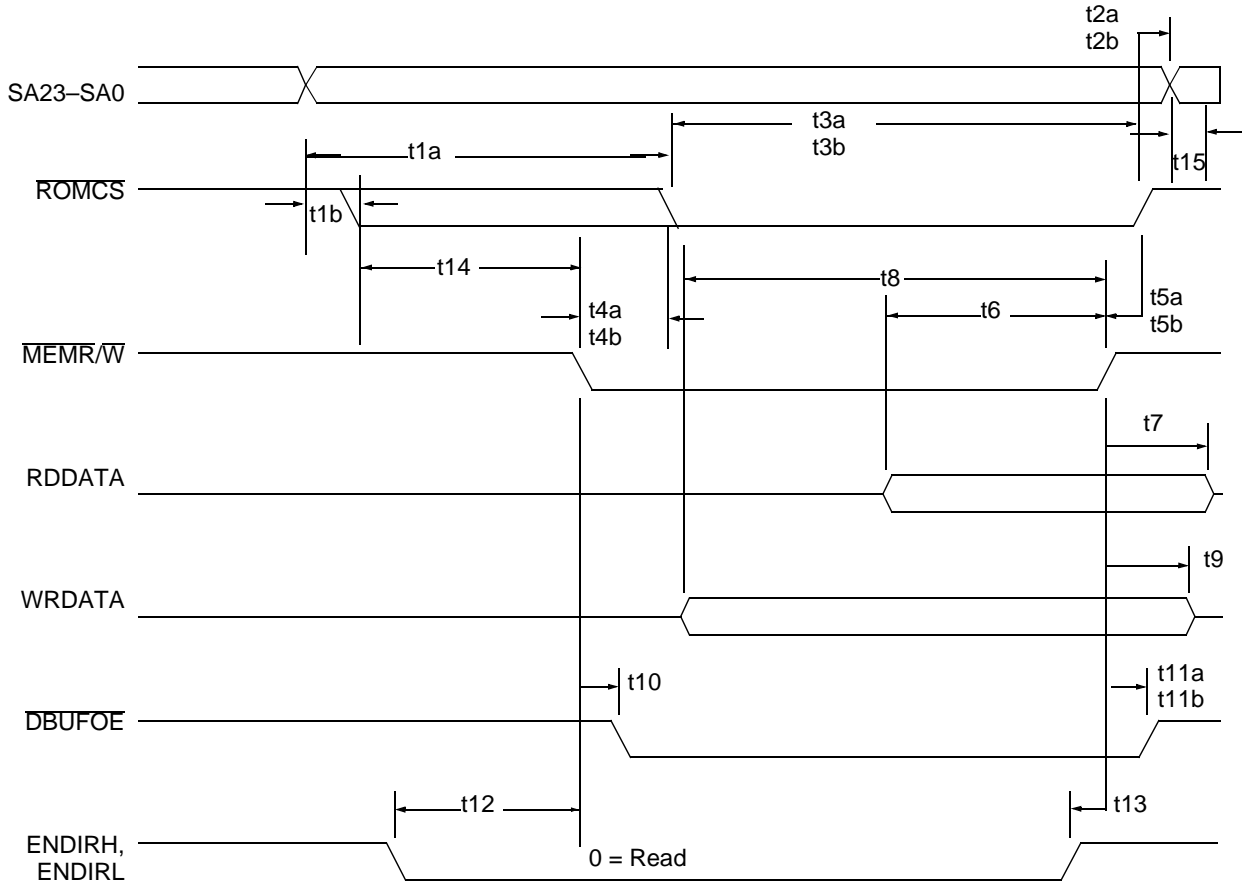 t2a
t2b
SA23–SA0
t3a
t3b
t1a
t15
ROMCS
t1b
t14
t8
t4a
t4b
t6
t5a
t5b
MEMR/W
t7
RDDATA
t9
WRDATA
t10
t11a
t11b
DBUFOE
t12
t13
ENDIRH,
ENDIRL
0 = Read